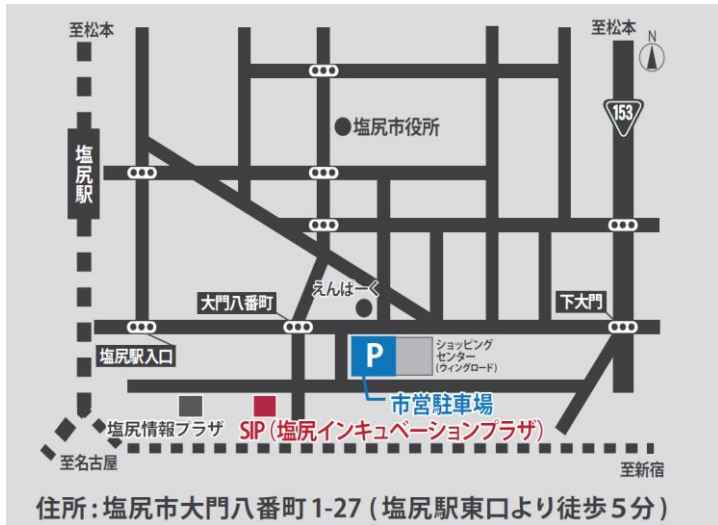 至松本
至松本
N
153
塩尻市役所
塩尻駅
えんぱーく
大門八番町
下大門
塩尻駅入口
P
ショッピング
センター
(ウィングロード)
市営駐車場
塩尻情報プラザ
SIP(塩尻インキュベーションプラザ)
至名古屋
至新宿
住所:塩尻市大門八番町1-27(塩尻駅東口より徒歩5分)